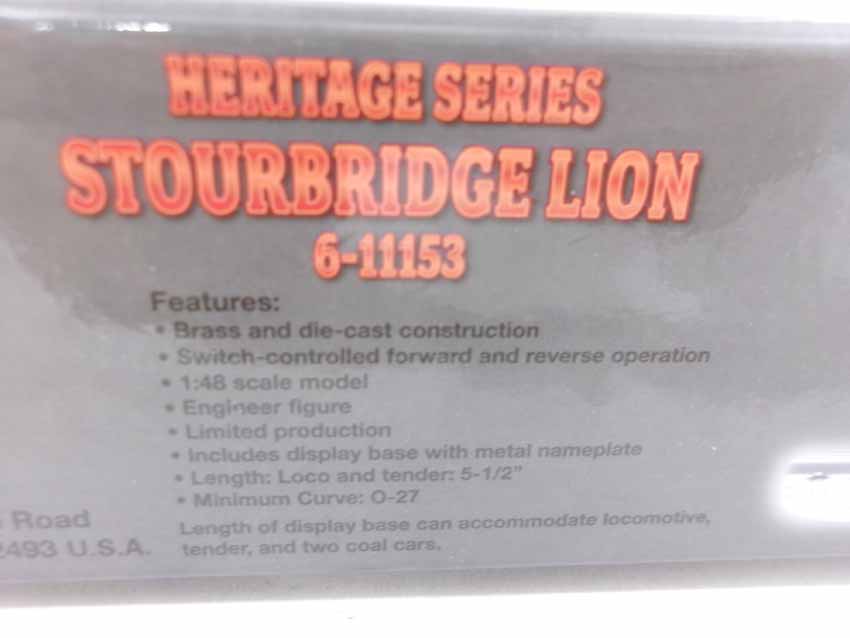 HERITAGE SERIES
STOURBRIDGE LION
6-11153
Features:
• Brass and die-cast construction
• Switch-controlled forward and reverse operation
• 1:48 scale model
• Engineer figure
• Limited production
• Includes display base with metal nameplate
• Length: Loco and tender: 5-1/2"
• Minimum Curve: O-27
Length of display base can accommodate locomotive,
tender, and two coal cars.
Road
2493 U.S.A.